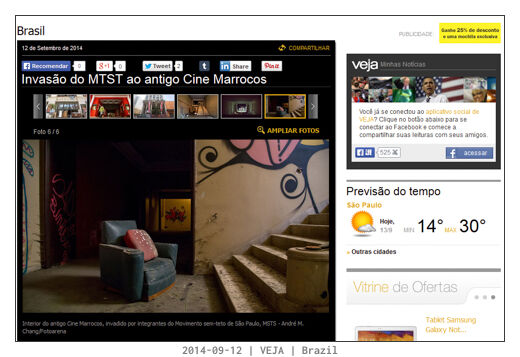 Brasil
PUBLICIDADE
Ganhe 25% de desconto
e uma mochila exclusiva
12 de Setembro de 2014
COMPARTILHAR
Recomendar 0
+1 0
Tweet 2
Share
Pin it
Invasão do MTST ao antigo Cine Marrocos
Foto 6 / 6
AMPLIAR FOTOS
Interior do antigo Cine Marrocos, invadido por integrantes do Movimento sem-teto de São Paulo, MSTS - André M.
Chang/Fotoarena
veja Minhas Notícias
Você já se conectou ao aplicativo social de
VEJA? Clique no botão abaixo para se
conectar ao Facebook e comece a
compartilhar suas leituras com seus amigos.
525
acessar
Previsão do tempo
São Paulo
Hoje,
13/9
MIN 14° MÁX 30°
» Outras cidades
Vitrine de Ofertas
Tablet Samsung
Galaxy Not...
2014-09-12 | VEJA | Brazil